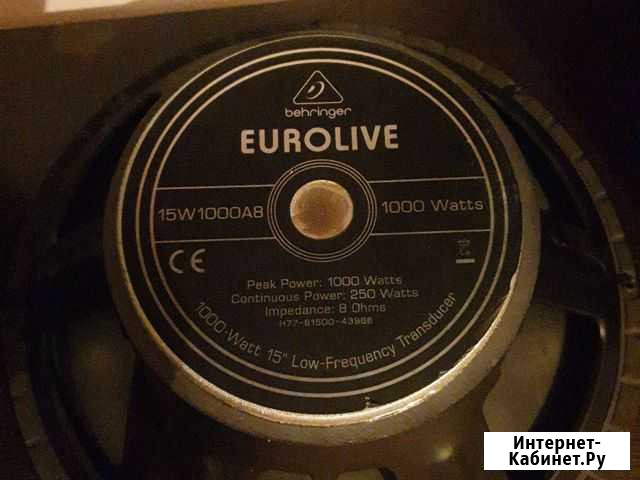 behringer
EUROLIVE
15W1000A8
1000 Watts
CE
Peak Power: 1000 Watts
Continuous Power: 250 Watts
Impedance: 8 Ohms
H77-61500-43966
1000-Watt 15" Low-Frequency Transducer
Интернет-
Кабинет.Ру